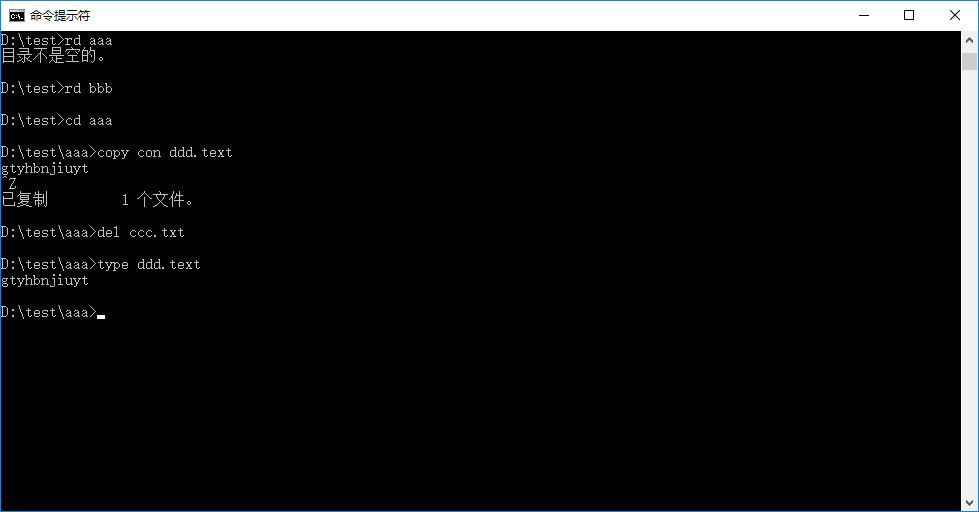 命令提示符
D:\test>rd aaa
目录不是空的。
D:\test>rd bbb
D:\test>cd aaa
D:\test\aaa>copy con ddd.text
gtyhbnjiuyt
^Z
已复制         1 个文件。
D:\test\aaa>del ccc.txt
D:\test\aaa>type ddd.text
gtyhbnjiuyt
D:\test\aaa>